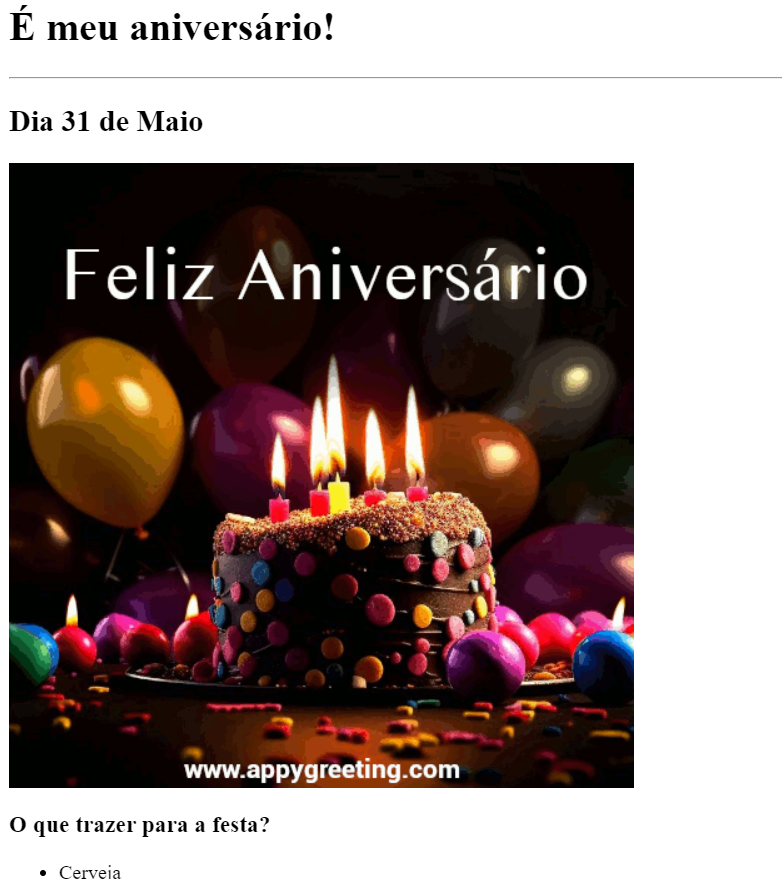 É meu aniversário!
Dia 31 de Maio
Feliz Aniversário
www.appygreeting.com
O que trazer para a festa?
Cerveja